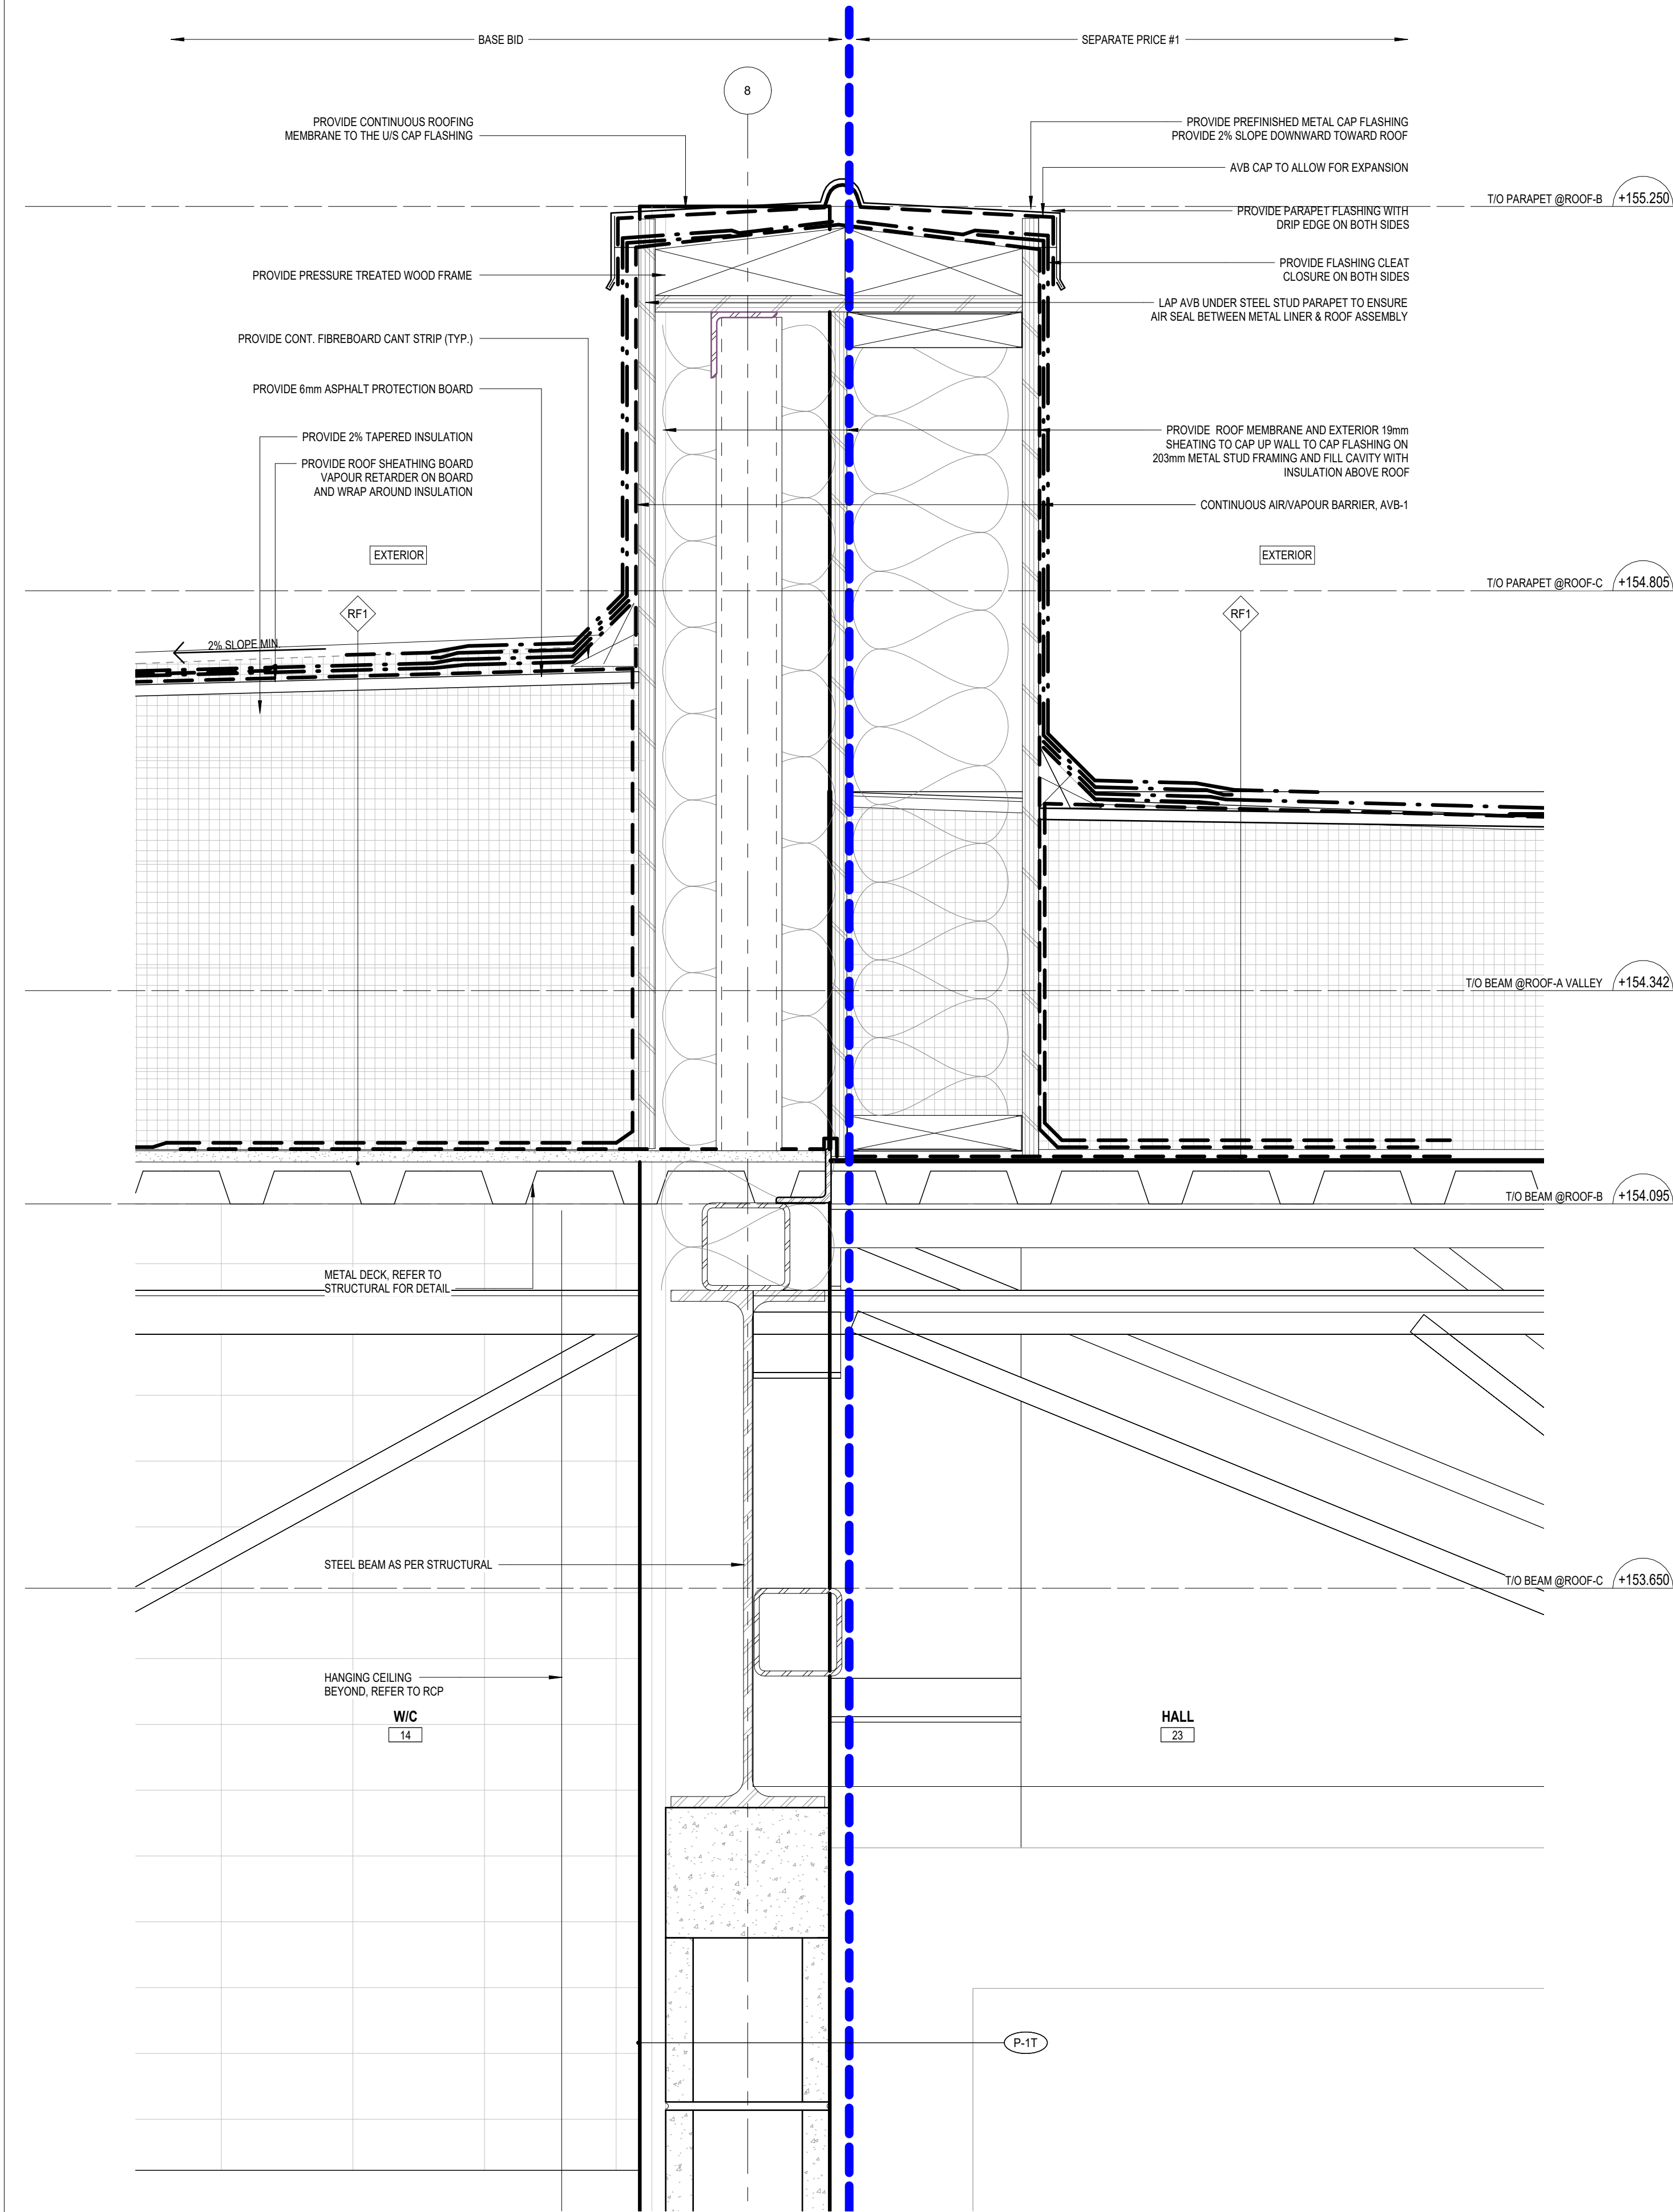 BASE BID
SEPARATE PRICE #1
8
PROVIDE CONTINUOUS ROOFING
MEMBRANE TO THE U/S CAP FLASHING
PROVIDE PREFINISHED METAL CAP FLASHING
PROVIDE 2% SLOPE DOWNWARD TOWARD ROOF
AVB CAP TO ALLOW FOR EXPANSION
T/O PARAPET @ROOF-B
+155.250
PROVIDE PARAPET FLASHING WITH
DRIP EDGE ON BOTH SIDES
PROVIDE PRESSURE TREATED WOOD FRAME
PROVIDE FLASHING CLEAT
CLOSURE ON BOTH SIDES
LAP AVB UNDER STEEL STUD PARAPET TO ENSURE
AIR SEAL BETWEEN METAL LINER & ROOF ASSEMBLY
PROVIDE CONT. FIBREBOARD CANT STRIP (TYP.)
PROVIDE 6mm ASPHALT PROTECTION BOARD
PROVIDE 2% TAPERED INSULATION
PROVIDE ROOF SHEATHING BOARD
VAPOUR RETARDER ON BOARD
AND WRAP AROUND INSULATION
PROVIDE ROOF MEMBRANE AND EXTERIOR 19mm
SHEATING TO CAP UP WALL TO CAP FLASHING ON
203mm METAL STUD FRAMING AND FILL CAVITY WITH
INSULATION ABOVE ROOF
CONTINUOUS AIR/VAPOUR BARRIER, AVB-1
EXTERIOR
EXTERIOR
T/O PARAPET @ROOF-C
+154.805
RF1
RF1
2% SLOPE MIN.
T/O BEAM @ROOF-A VALLEY
+154.342
T/O BEAM @ROOF-B
+154.095
METAL DECK, REFER TO
STRUCTURAL FOR DETAIL
STEEL BEAM AS PER STRUCTURAL
T/O BEAM @ROOF-C
+153.650
HANGING CEILING
BEYOND, REFER TO RCP
W/C
14
HALL
23
P-1T